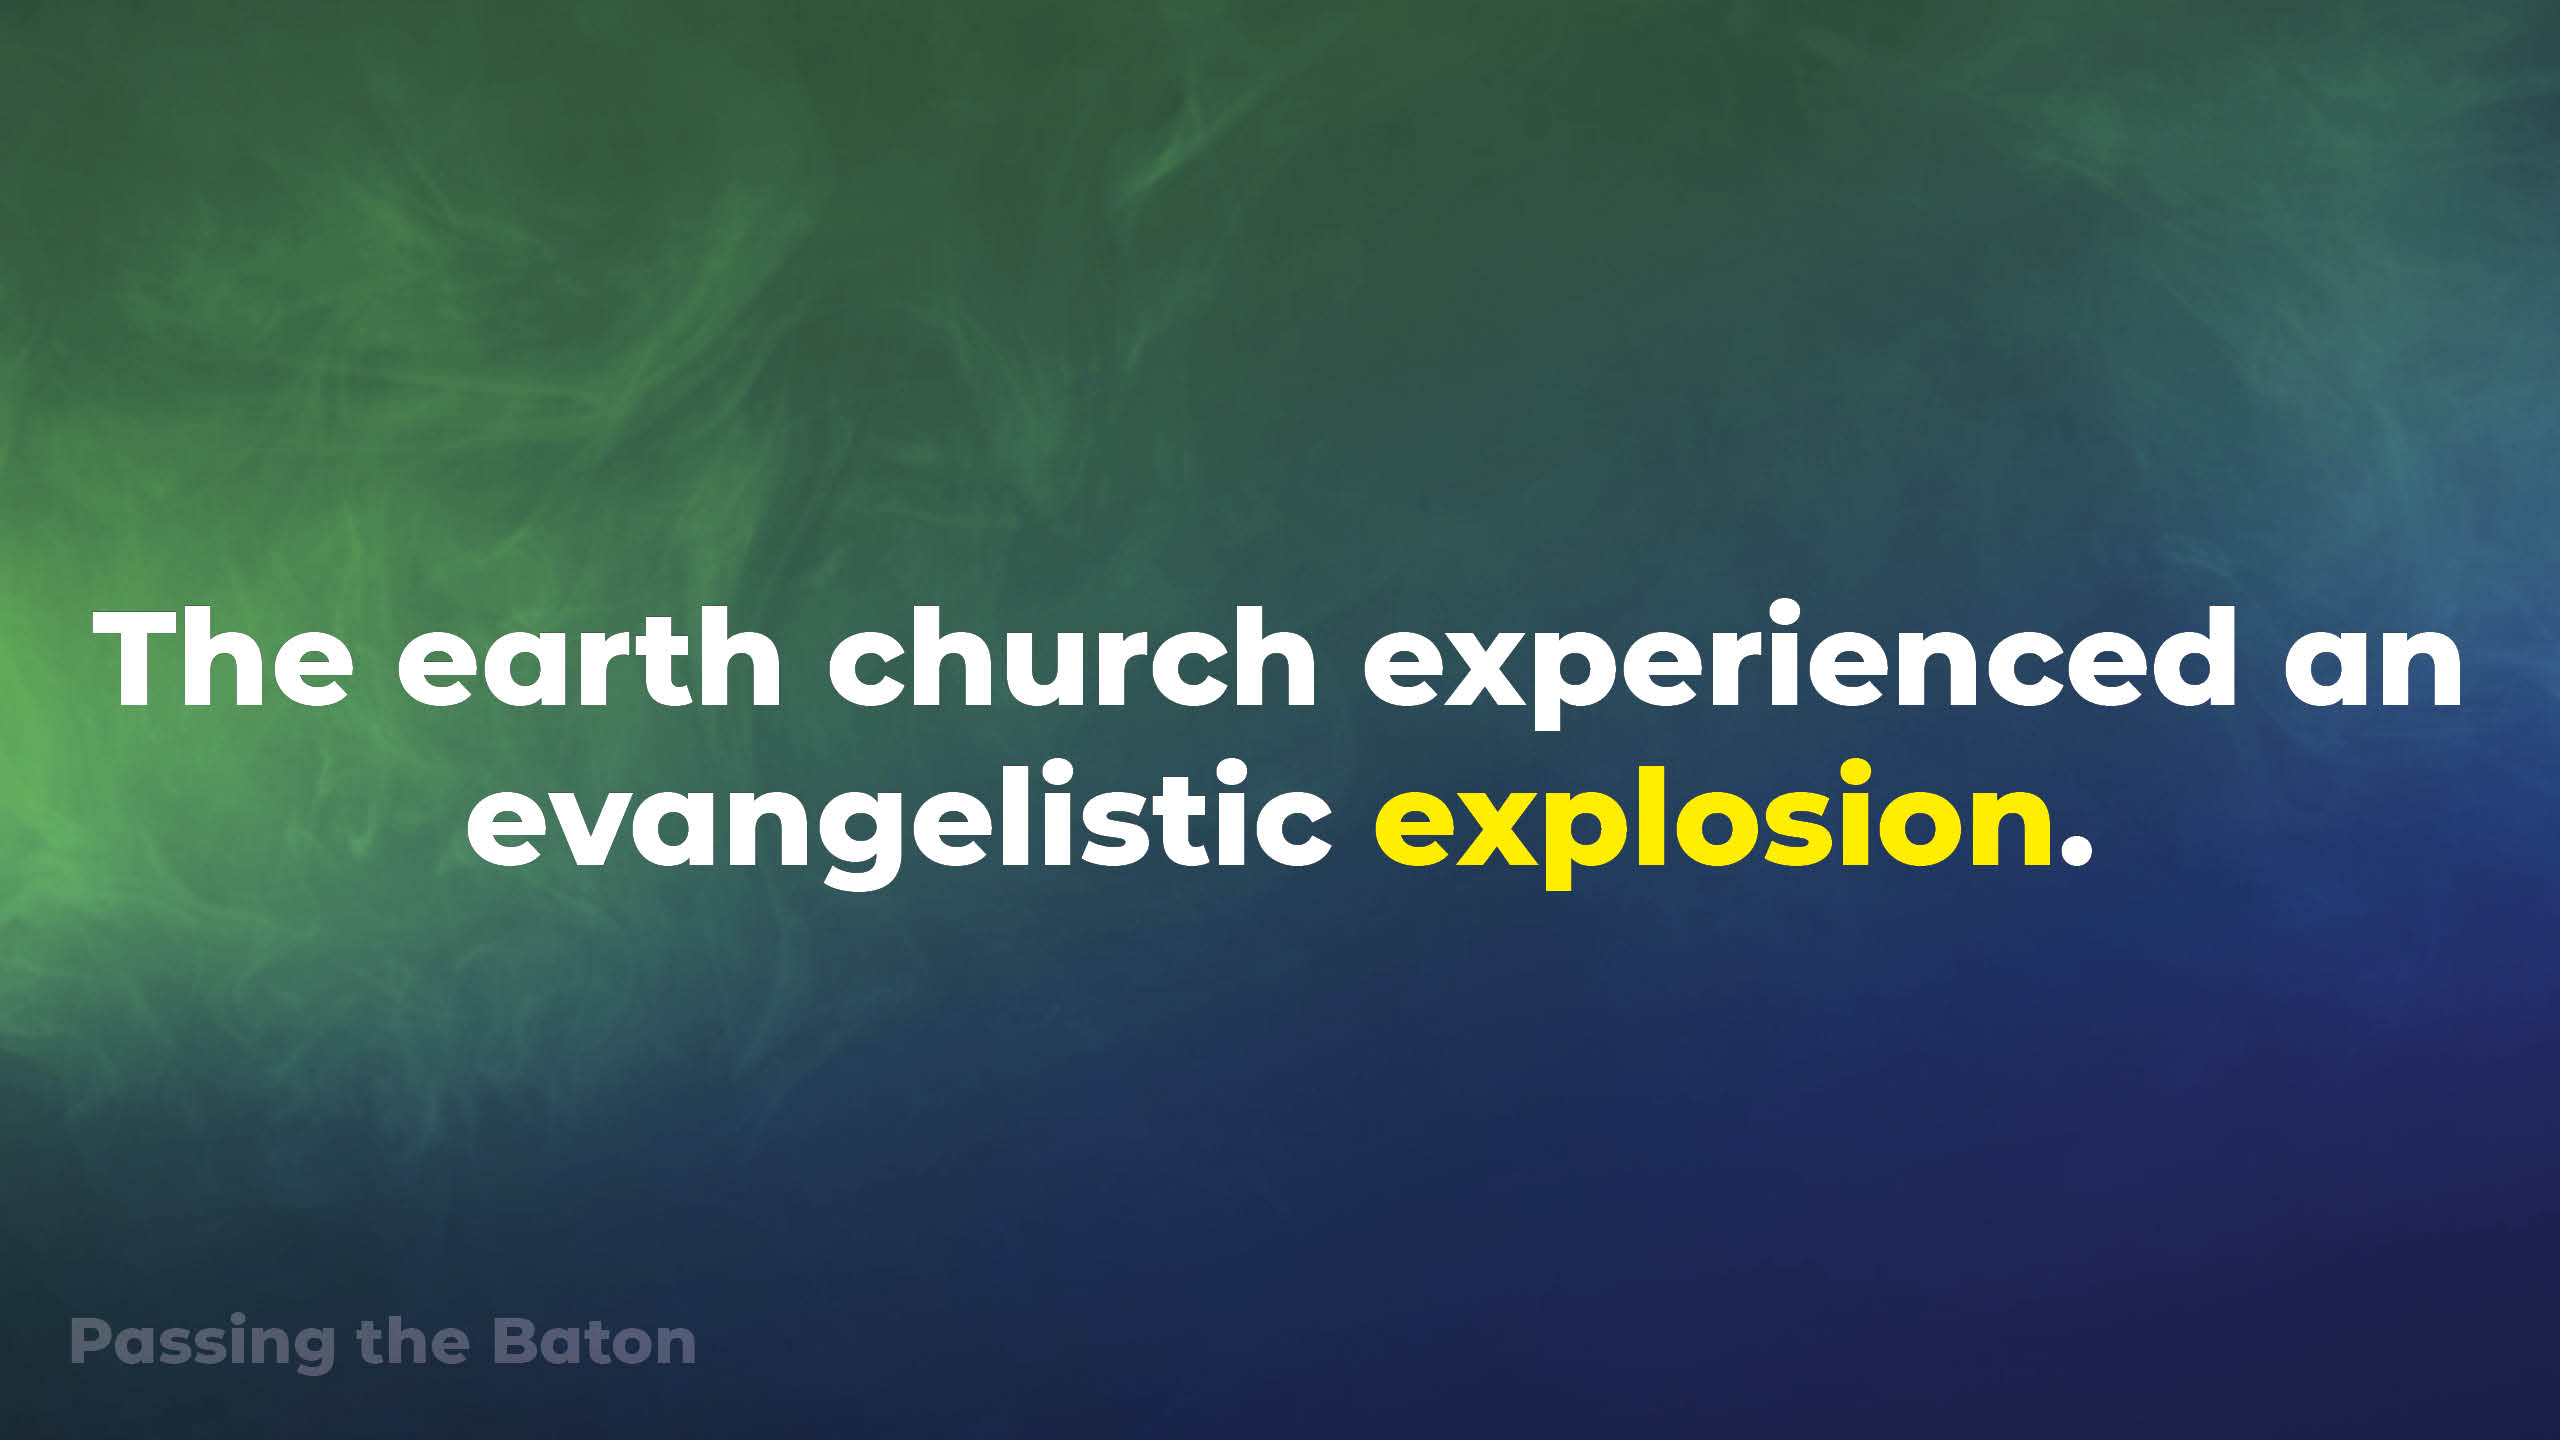 The earth church experienced an
evangelistic explosion.
Passing the Baton